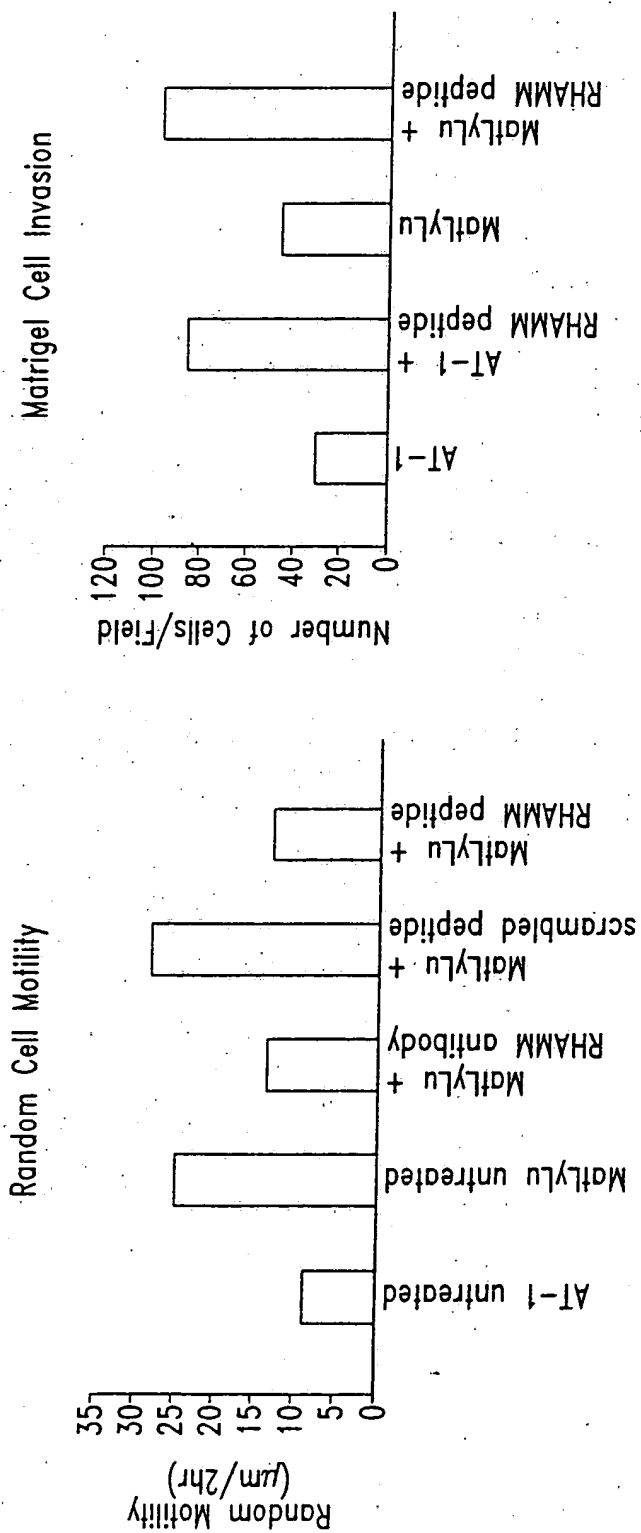 Random Cell Motility
Random Motility
(μm/2hr)
35
30
25
20
15
10
5
0
AT-1 untreated
MatLyLu untreated
MatLyLu +
RHAMM antibody
MatLyLu +
scrambled peptide
MatLyLu +
RHAMM peptide
Matrigel Cell Invasion
Number of Cells/Field
120
100
80
60
40
20
0
AT-1
AT-1 +
RHAMM peptide
MatLyLu
MatLyLu +
RHAMM peptide